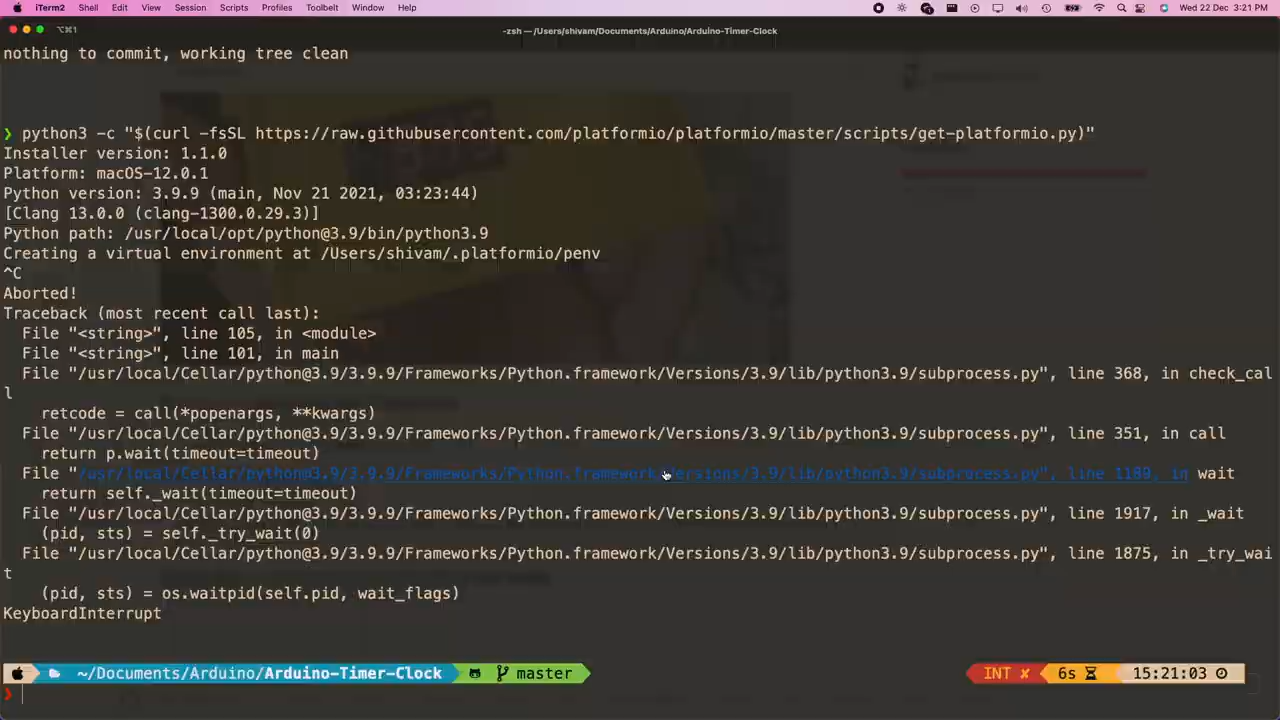 iTerm2 Shell Edit View Session Scripts Profiles Toolbelt Window Help Wed 22 Dec 3:21 PM
⌥⌘1 -zsh — /Users/shivam/Documents/Arduino/Arduino-Timer-Clock
nothing to commit, working tree clean
❯ python3 -c "$(curl -fsSL https://raw.githubusercontent.com/platformio/platformio/master/scripts/get-platformio.py)"
Installer version: 1.1.0
Platform: macOS-12.0.1
Python version: 3.9.9 (main, Nov 21 2021, 03:23:44)
[Clang 13.0.0 (clang-1300.0.29.3)]
Python path: /usr/local/opt/python@3.9/bin/python3.9
Creating a virtual environment at /Users/shivam/.platformio/penv
^C
Aborted!
Traceback (most recent call last):
File "<string>", line 105, in <module>
File "<string>", line 101, in main
File "/usr/local/Cellar/python@3.9/3.9.9/Frameworks/Python.framework/Versions/3.9/lib/python3.9/subprocess.py", line 368, in check_cal
l
retcode = call(*popenargs, **kwargs)
File "/usr/local/Cellar/python@3.9/3.9.9/Frameworks/Python.framework/Versions/3.9/lib/python3.9/subprocess.py", line 351, in call
return p.wait(timeout=timeout)
File "/usr/local/Cellar/python@3.9/3.9.9/Frameworks/Python.framework/Versions/3.9/lib/python3.9/subprocess.py", line 1189, in wait
return self._wait(timeout=timeout)
File "/usr/local/Cellar/python@3.9/3.9.9/Frameworks/Python.framework/Versions/3.9/lib/python3.9/subprocess.py", line 1917, in _wait
(pid, sts) = self._try_wait(0)
File "/usr/local/Cellar/python@3.9/3.9.9/Frameworks/Python.framework/Versions/3.9/lib/python3.9/subprocess.py", line 1875, in _try_wai
t
(pid, sts) = os.waitpid(self.pid, wait_flags)
KeyboardInterrupt
~/Documents/Arduino/Arduino-Timer-Clock master INT ✘ 6s 15:21:03
❯